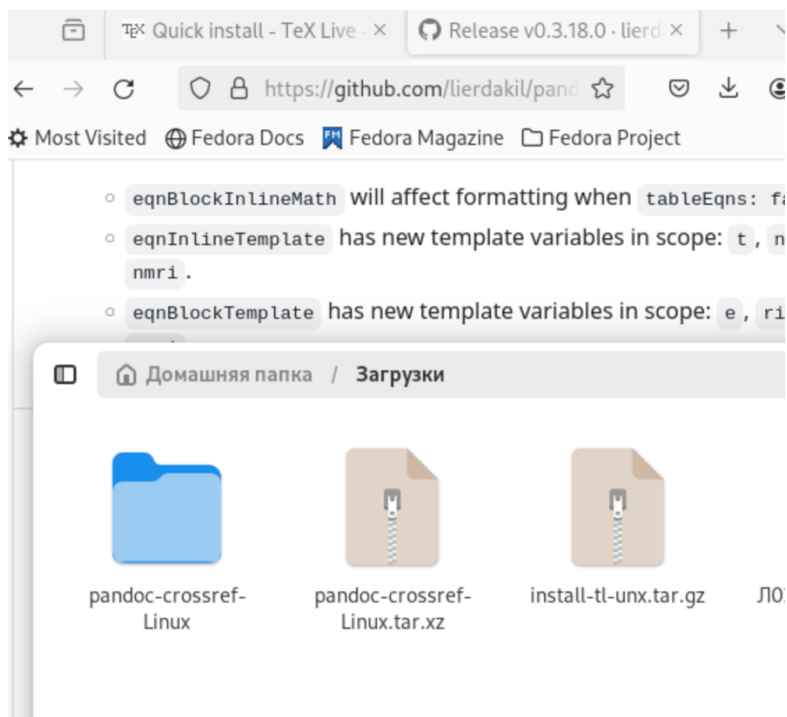 TEX Quick install - TeX Live -
Release v0.3.18.0 · lierd
https://github.com/lierdakil/pand
Most Visited Fedora Docs FM Fedora Magazine Fedora Project
eqnBlockInlineMath will affect formatting when tableEqns: fa
eqnInlineTemplate has new template variables in scope: t, n
nmri.
eqnBlockTemplate has new template variables in scope: e, ri
Домашняя папка / Загрузки
pandoc-crossref-
Linux
pandoc-crossref-
Linux.tar.xz
install-tl-unx.tar.gz